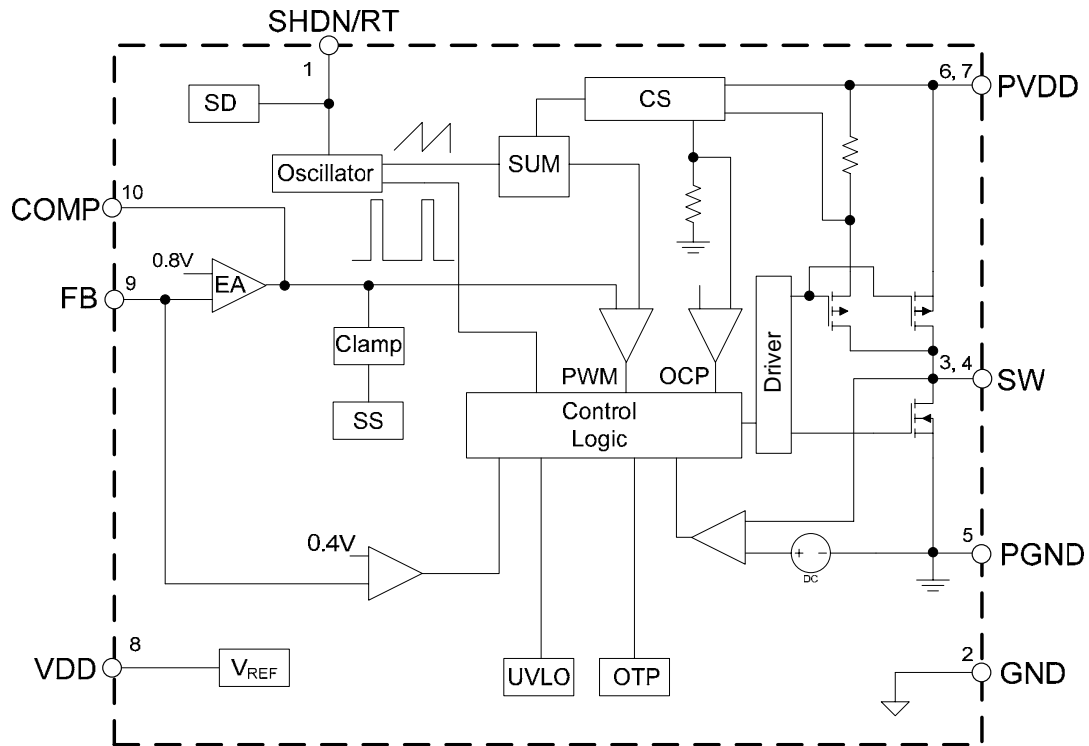 SHDN/RT
1
6, 7
PVDD
SD
CS
Oscillator
SUM
10
COMP
0.8V
EA
9
FB
Clamp
PWM
OCP
Driver
3, 4
SW
SS
Control
Logic
0.4V
5
PGND
+
-
DC
8
VDD
VREF
UVLO
OTP
2
GND